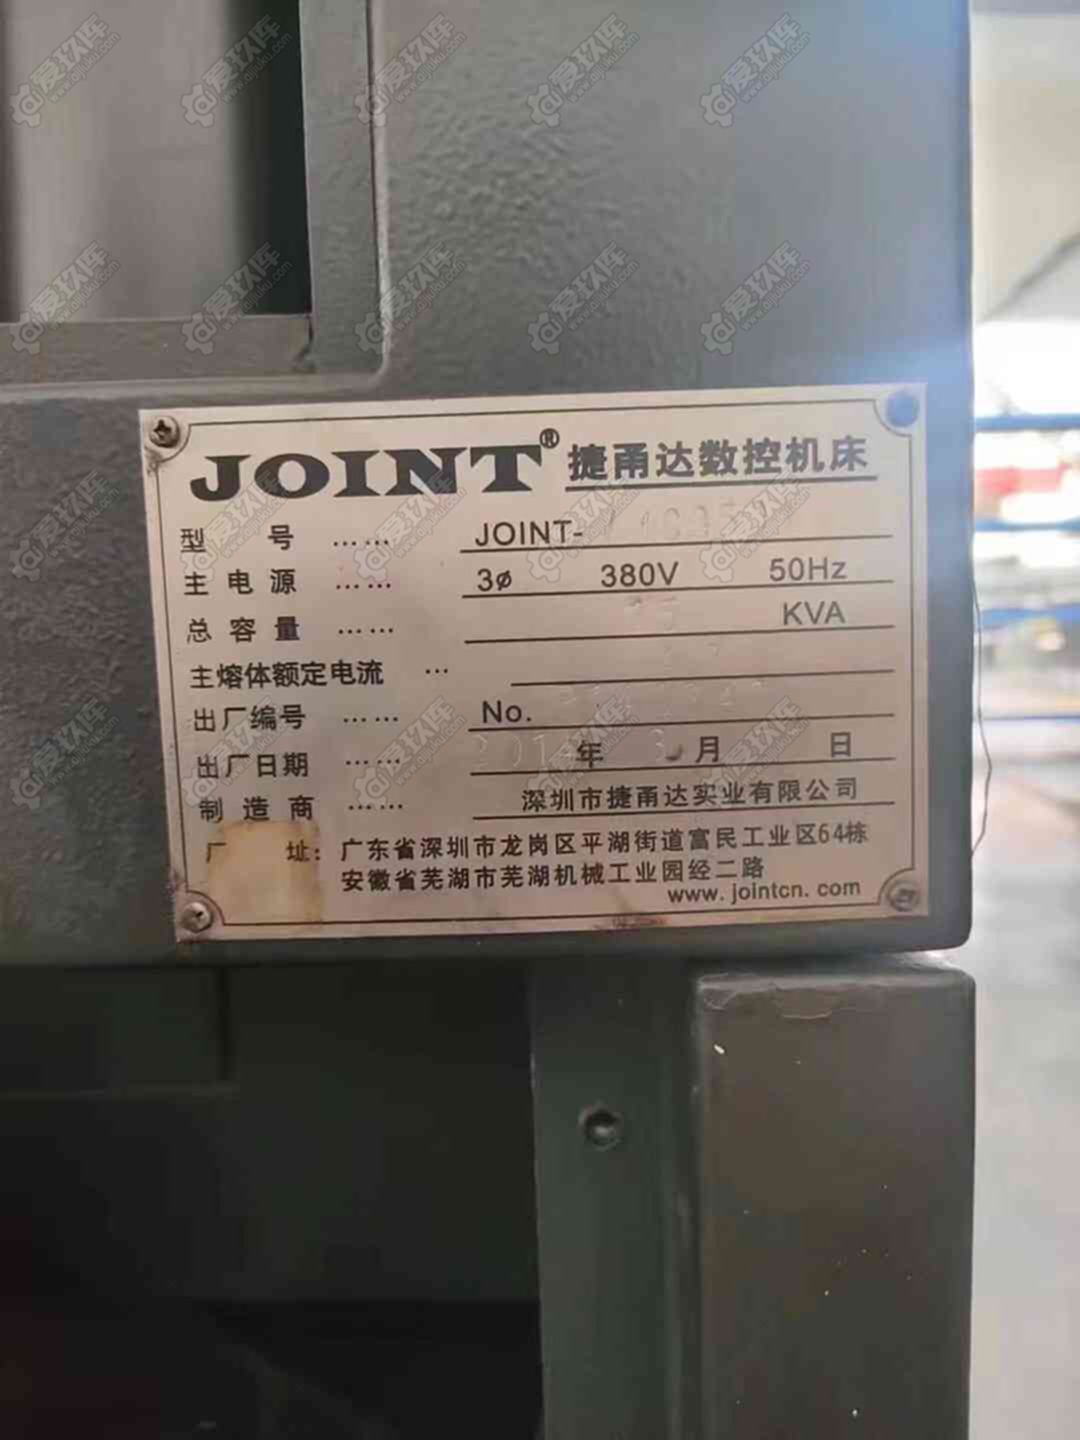 JOINT® 捷甬达数控机床
型 号 …… JOINT-
主 电 源 …… 3ø 380V 50Hz
总 容 量 …… KVA
主熔体额定电流 …
出厂编号 …… No.
出厂日期 …… 2014 年 3 月 日
制 造 商 …… 深圳市捷甬达实业有限公司
厂 址: 广东省深圳市龙岗区平湖街道富民工业区64栋
安徽省芜湖市芜湖机械工业园经二路
www.jointcn.com